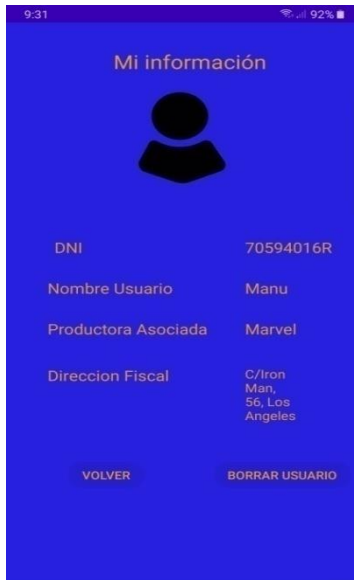 9:31 92%
Mi información
DNI 70594016R
Nombre Usuario Manu
Productora Asociada Marvel
Direccion Fiscal C/Iron
Man,
56, Los
Angeles
VOLVER BORRAR USUARIO